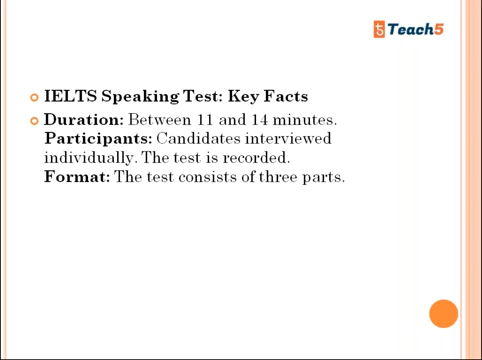 Teach5
IELTS Speaking Test: Key Facts
Duration: Between 11 and 14 minutes.
Participants: Candidates interviewed
individually. The test is recorded.
Format: The test consists of three parts.